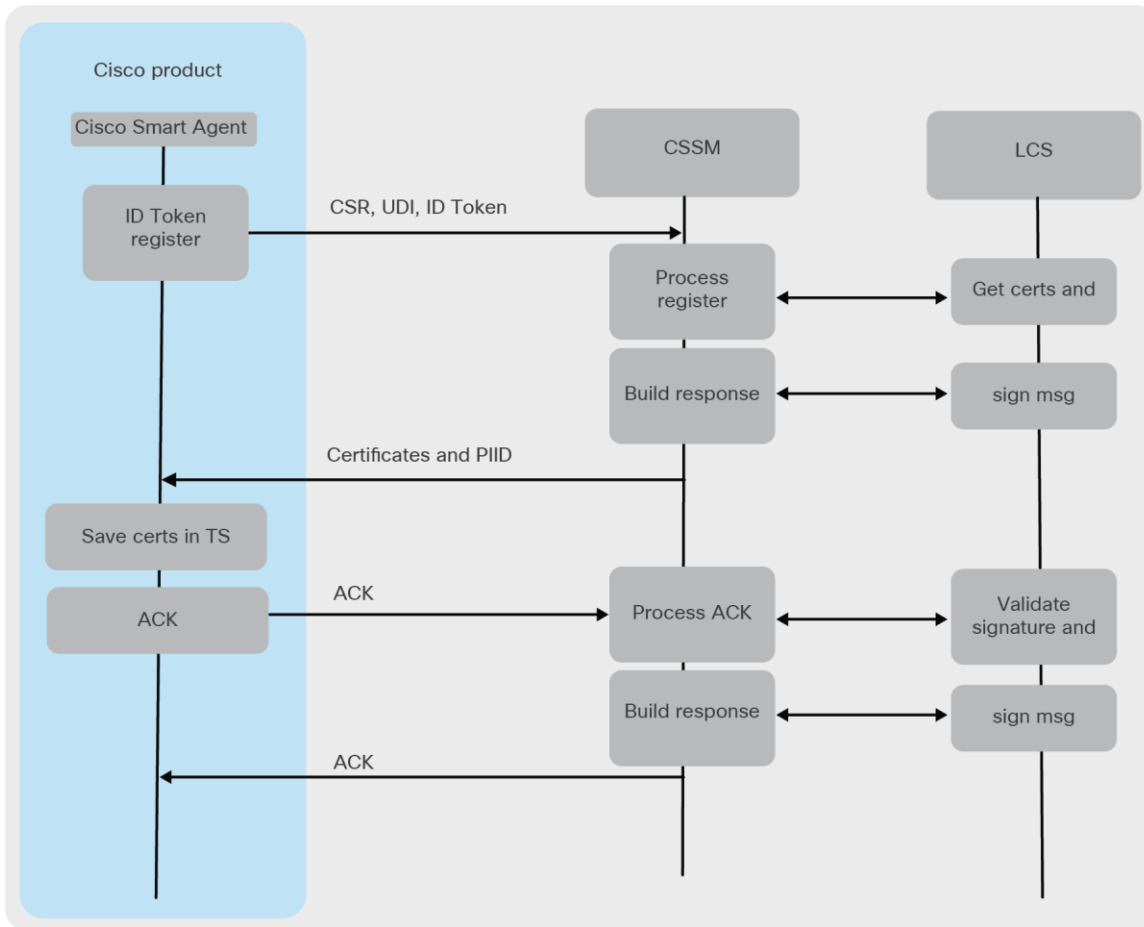 Cisco product
Cisco Smart Agent
CSSM
LCS
ID Token
register
CSR, UDI, ID Token
Process
register
Get certs and
Build response
sign msg
Certificates and PIID
Save certs in TS
ACK
ACK
Process ACK
Validate
signature and
Build response
sign msg
ACK